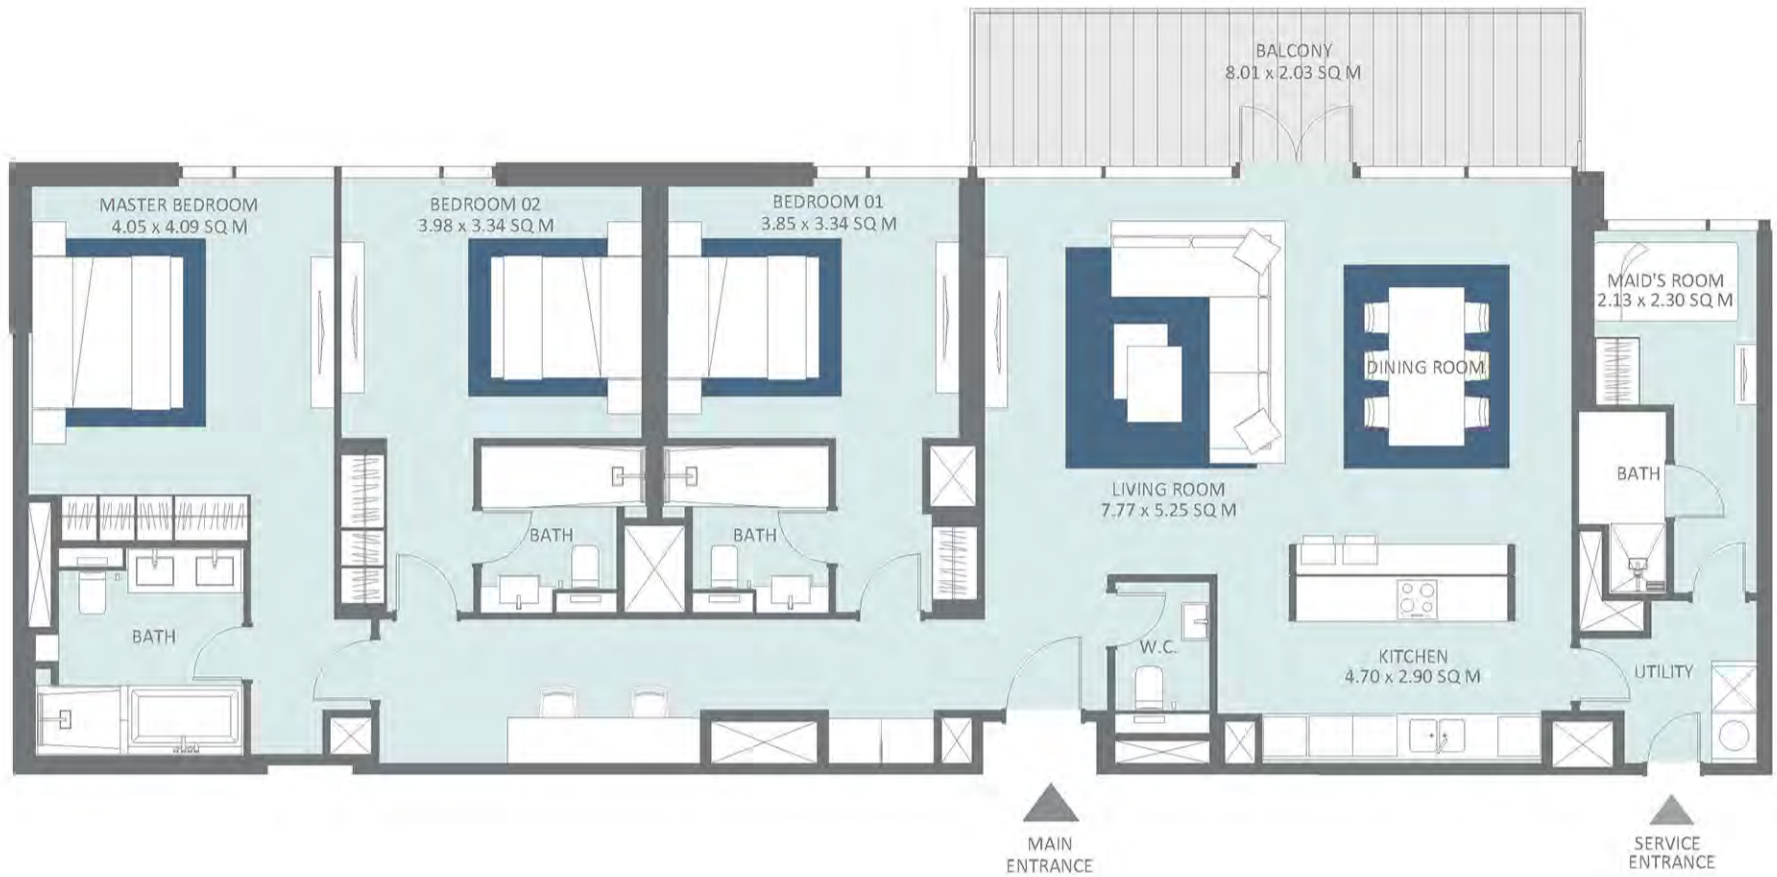 BALCONY
8.01 x 2.03 SQ M
MASTER BEDROOM
4.05 x 4.09 SQ M
BEDROOM 02
3.98 x 3.34 SQ M
BEDROOM 01
3.85 x 3.34 SQ M
MAID'S ROOM
2.13 x 2.30 SQ M
DINING ROOM
LIVING ROOM
7.77 x 5.25 SQ M
BATH
BATH
BATH
BATH
W.C.
KITCHEN
4.70 x 2.90 SQ M
UTILITY
MAIN
ENTRANCE
SERVICE
ENTRANCE